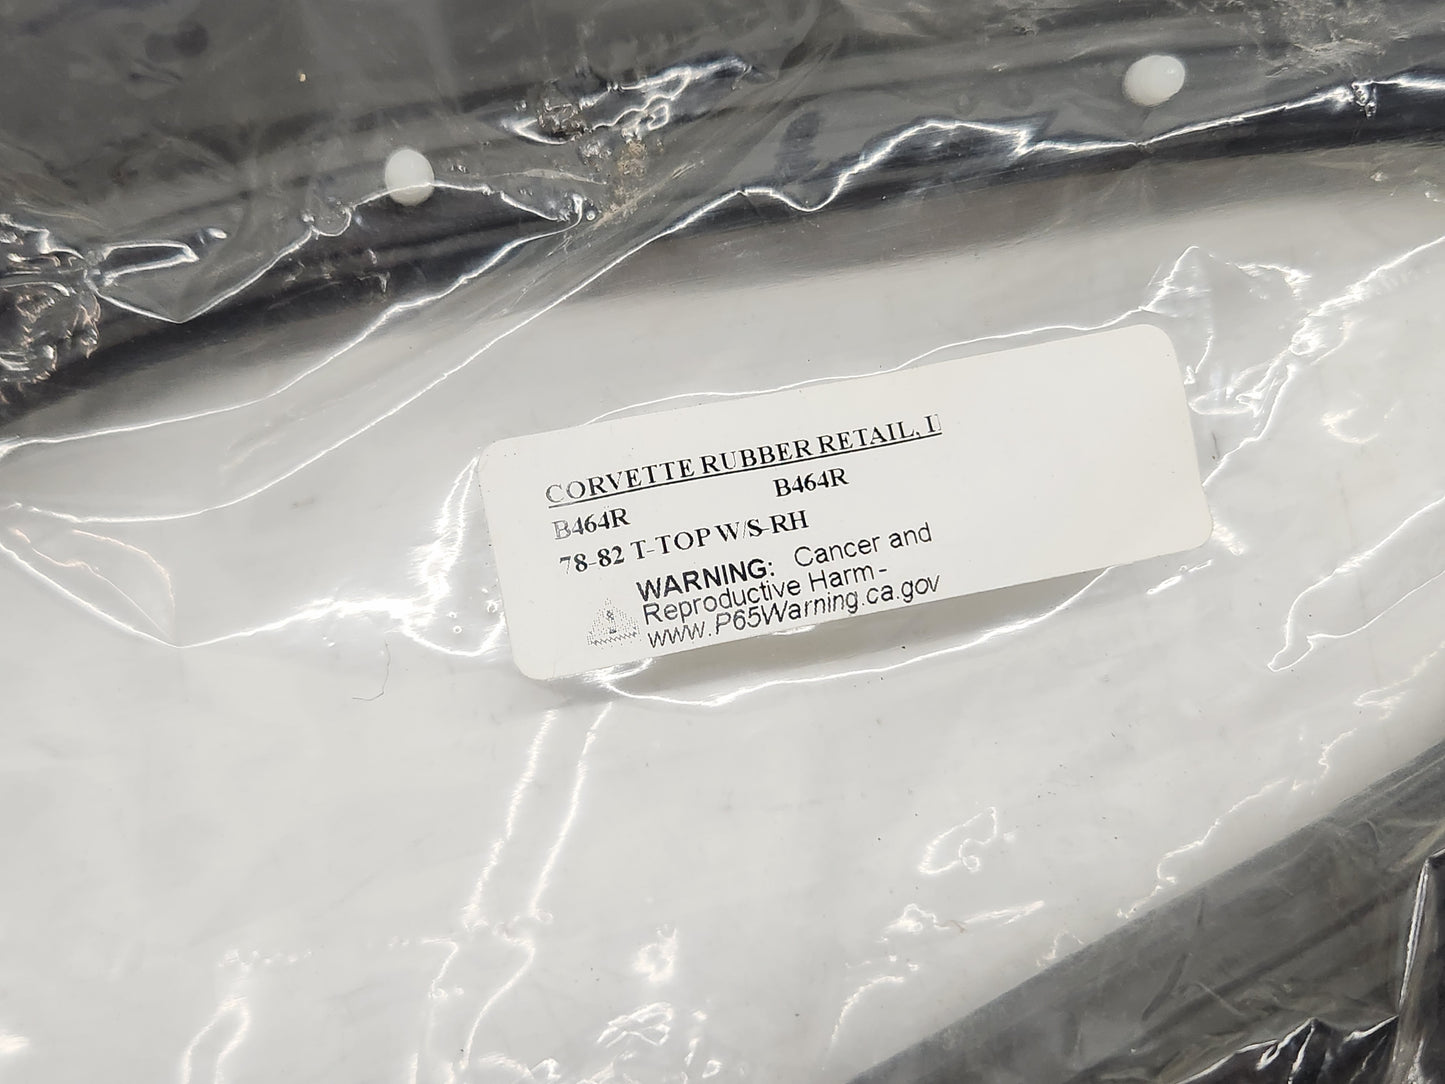 CORVETTE RUBBER RETAIL, I
B464R
B464R
78-82 T-TOP W/S-RH
WARNING: Cancer and
Reproductive Harm -
www.P65Warning.ca.gov